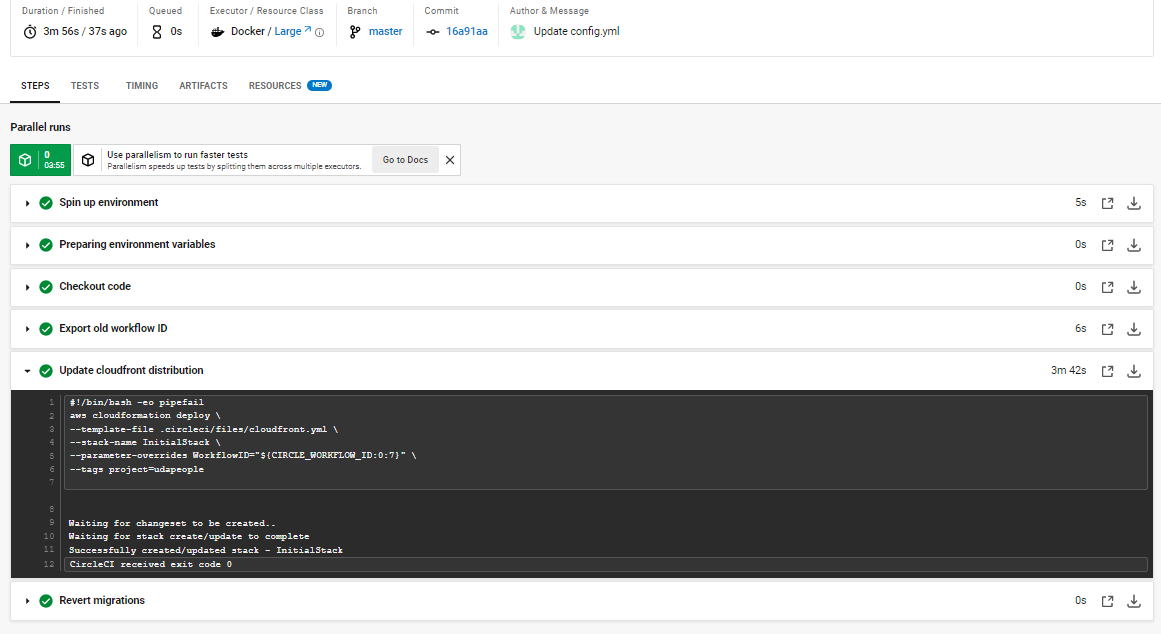 Duration / Finished Queued Executor / Resource Class Branch Commit Author & Message
3m 56s / 37s ago 0s Docker / Large master 16a91aa Update config.yml
STEPS TESTS TIMING ARTIFACTS RESOURCES NEW
Parallel runs
0
03:55
Use parallelism to run faster tests
Parallelism speeds up tests by splitting them across multiple executors.
Go to Docs
Spin up environment 5s
Preparing environment variables 0s
Checkout code 0s
Export old workflow ID 6s
Update cloudfront distribution 3m 42s
1 #!/bin/bash -eo pipefail
2 aws cloudformation deploy \
3 --template-file .circleci/files/cloudfront.yml \
4 --stack-name InitialStack \
5 --parameter-overrides WorkflowID="${CIRCLE_WORKFLOW_ID:0:7}" \
6 --tags project=udapeople
7
8
9 Waiting for changeset to be created..
10 Waiting for stack create/update to complete
11 Successfully created/updated stack - InitialStack
12 CircleCI received exit code 0
Revert migrations 0s